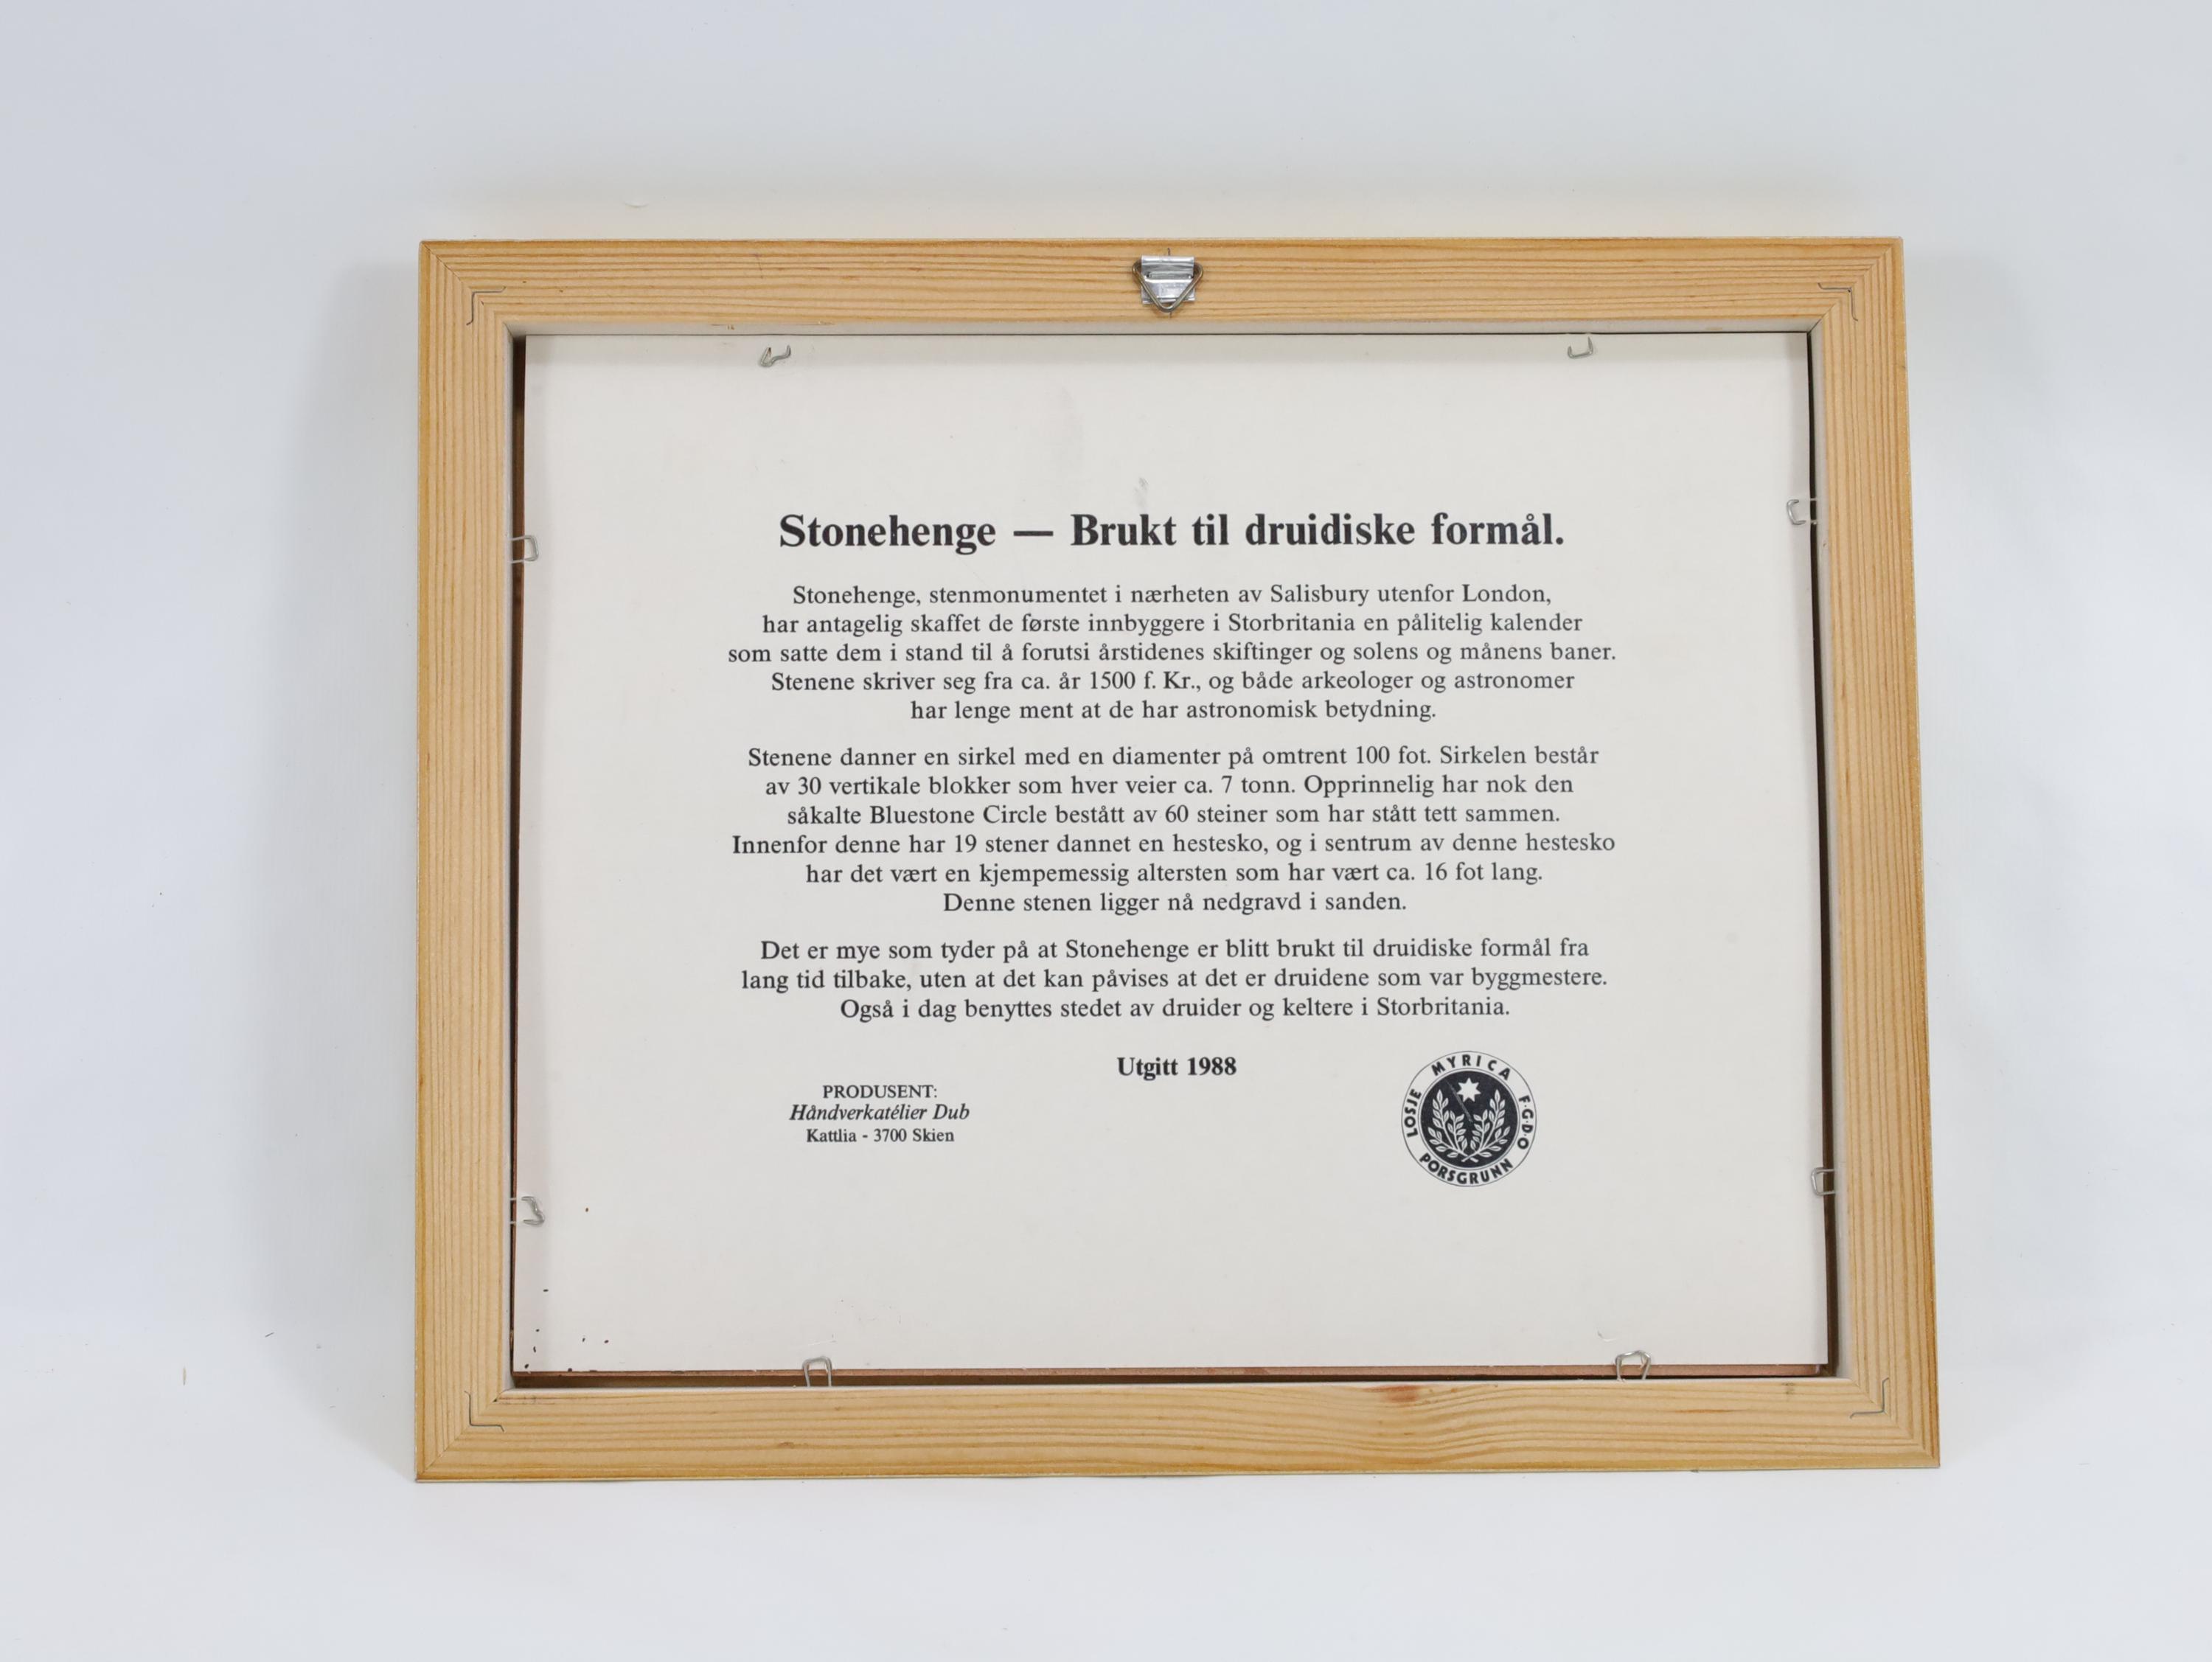 Stonehenge — Brukt til druidiske formål.
Stonehenge, stenmonumentet i nærheten av Salisbury utenfor London,
har antagelig skaffet de første innbyggere i Storbritania en pålitelig kalender
som satte dem i stand til å forutsi årstidenes skiftinger og solens og månens baner.
Stenene skriver seg fra ca. år 1500 f. Kr., og både arkeologer og astronomer
har lenge ment at de har astronomisk betydning.
Stenene danner en sirkel med en diamenter på omtrent 100 fot. Sirkelen består
av 30 vertikale blokker som hver veier ca. 7 tonn. Opprinnelig har nok den
såkalte Bluestone Circle bestått av 60 steiner som har stått tett sammen.
Innenfor denne har 19 stener dannet en hestesko, og i sentrum av denne hestesko
har det vært en kjempemessig altersten som har vært ca. 16 fot lang.
Denne stenen ligger nå nedgravd i sanden.
Det er mye som tyder på at Stonehenge er blitt brukt til druidiske formål fra
lang tid tilbake, uten at det kan påvises at det er druidene som var byggmestere.
Også i dag benyttes stedet av druider og keltere i Storbritania.
Utgitt 1988
PRODUSENT:
Håndverkatélier Dub
Kattlia - 3700 Skien
LOSJE MYRICA F·G·D·O
PORSGRUNN